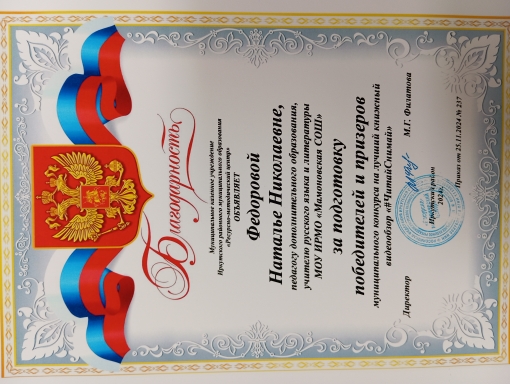 Благодарность
Муниципальное казенное учреждение
Иркутского районного муниципального образования
«Ресурсно-методический центр»
ОБЪЯВЛЯЕТ
Федоровой
Наталье Николаевне,
педагогу дополнительного образования,
учителю русского языка и литературы
МОУ ИРМО «Мамоновская СОШ»
за подготовку
победителей и призеров
муниципального конкурса на лучший книжный
видеообзор «#ЧитайСнимай»
Директор М.Г. Филатова
Иркутский район
2024г.
Приказ от 25.11.2024 № 237